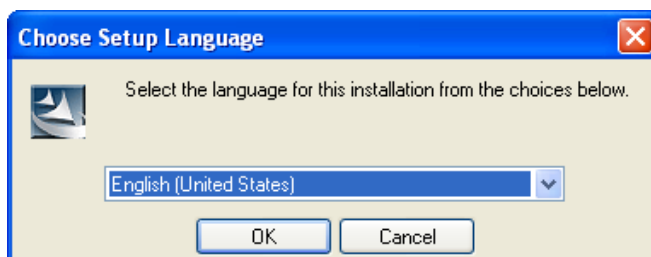 Choose Setup Language
Select the language for this installation from the choices below.
English (United States)
OK Cancel